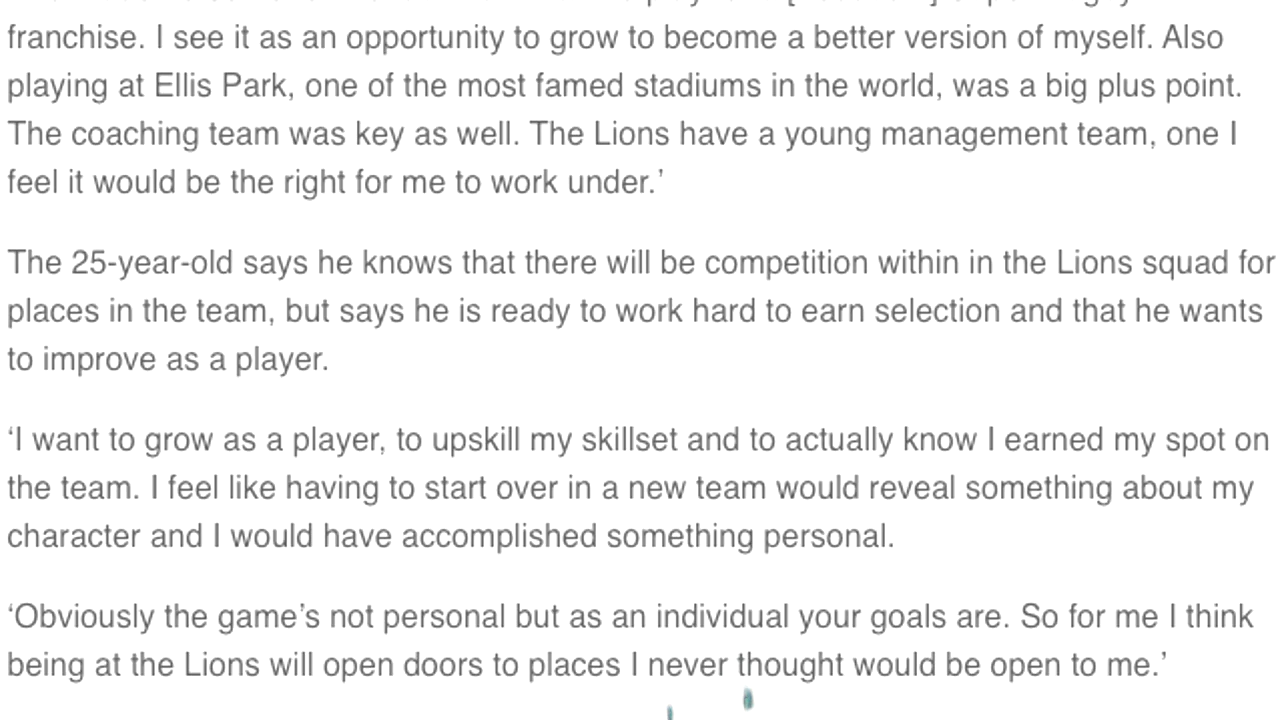 franchise. I see it as an opportunity to grow to become a better version of myself. Also
playing at Ellis Park, one of the most famed stadiums in the world, was a big plus point.
The coaching team was key as well. The Lions have a young management team, one I
feel it would be the right for me to work under.’
The 25-year-old says he knows that there will be competition within in the Lions squad for
places in the team, but says he is ready to work hard to earn selection and that he wants
to improve as a player.
‘I want to grow as a player, to upskill my skillset and to actually know I earned my spot on
the team. I feel like having to start over in a new team would reveal something about my
character and I would have accomplished something personal.
‘Obviously the game’s not personal but as an individual your goals are. So for me I think
being at the Lions will open doors to places I never thought would be open to me.’